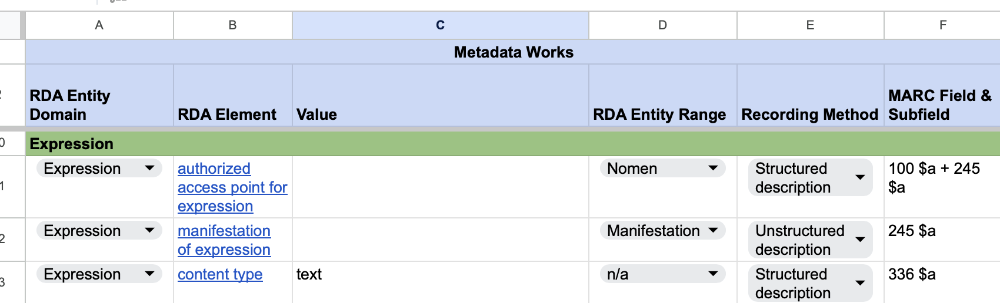 A B C D E F
Metadata Works
RDA Entity Domain RDA Element Value RDA Entity Range Recording Method MARC Field & Subfield
Expression
Expression authorized access point for expression Nomen Structured description 100 $a + 245 $a
Expression manifestation of expression Manifestation Unstructured description 245 $a
Expression content type text n/a Structured description 336 $a